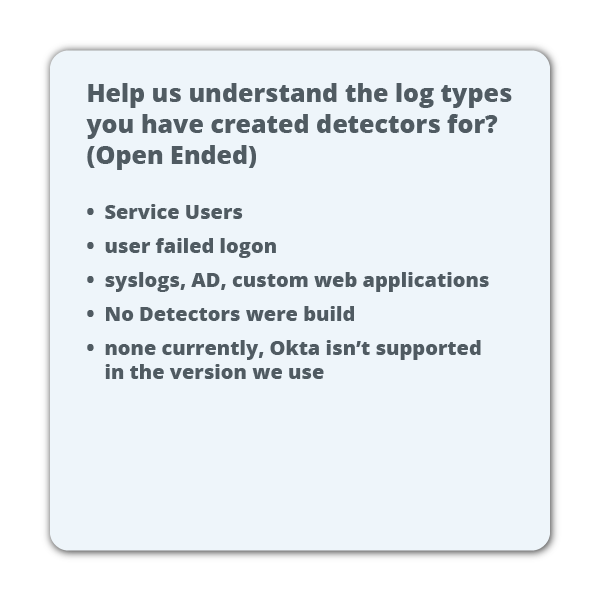 Help us understand the log types
you have created detectors for?
(Open Ended)
• Service Users
• user failed logon
• syslogs, AD, custom web applications
• No Detectors were build
• none currently, Okta isn’t supported
in the version we use